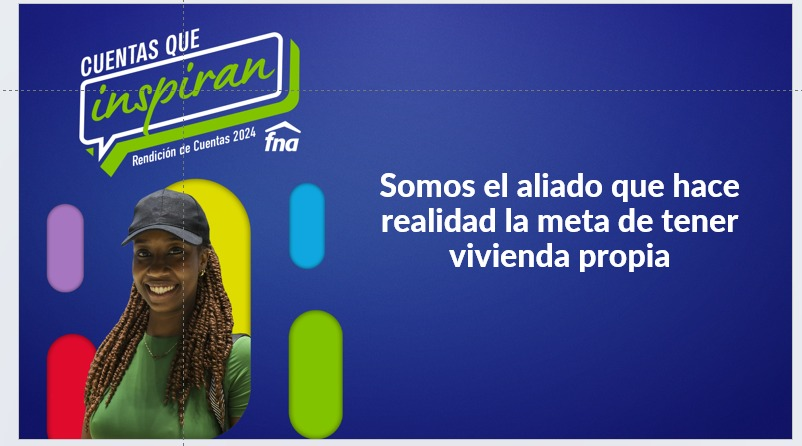 CUENTAS QUE
inspiran
Rendición de Cuentas 2024
fna
Somos el aliado que hace
realidad la meta de tener
vivienda propia